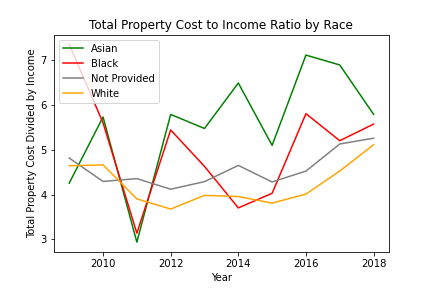 Total Property Cost to Income Ratio by Race
Total Property Cost Divided by Income
7
6
5
4
3
Asian
Black
Not Provided
White
2010
2012
2014
2016
2018
Year